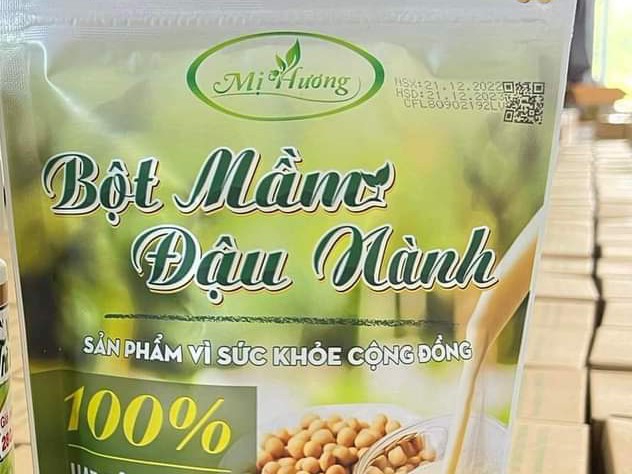 Mị Hương
NSX:21.12.2022
HSD:21.12.2023
Bột Mầm
Đậu Nành
SẢN PHẨM VÌ SỨC KHỎE CỘNG ĐỒNG
100%